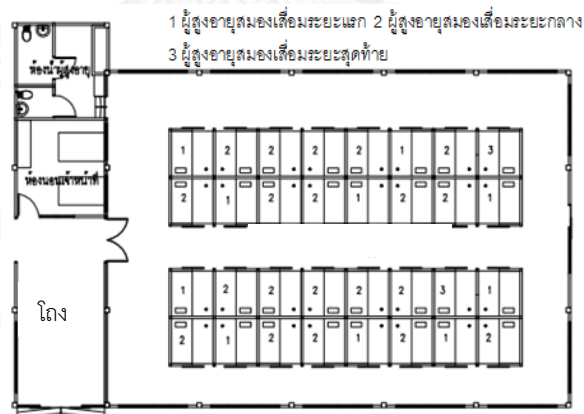 1 ผู้สูงอายุสมองเสื่อมระยะแรก 2 ผู้สูงอายุสมองเสื่อมระยะกลาง
3 ผู้สูงอายุสมองเสื่อมระยะสุดท้าย
ห้องน้ำผู้สูงอายุ
1 2 2 2 2 1 2 3
ห้องนอนเจ้าหน้าที่
2 1 2 2 1 2 2 1
1 2 2 2 2 2 3 1
โถง
2 1 2 2 1 2 1 2